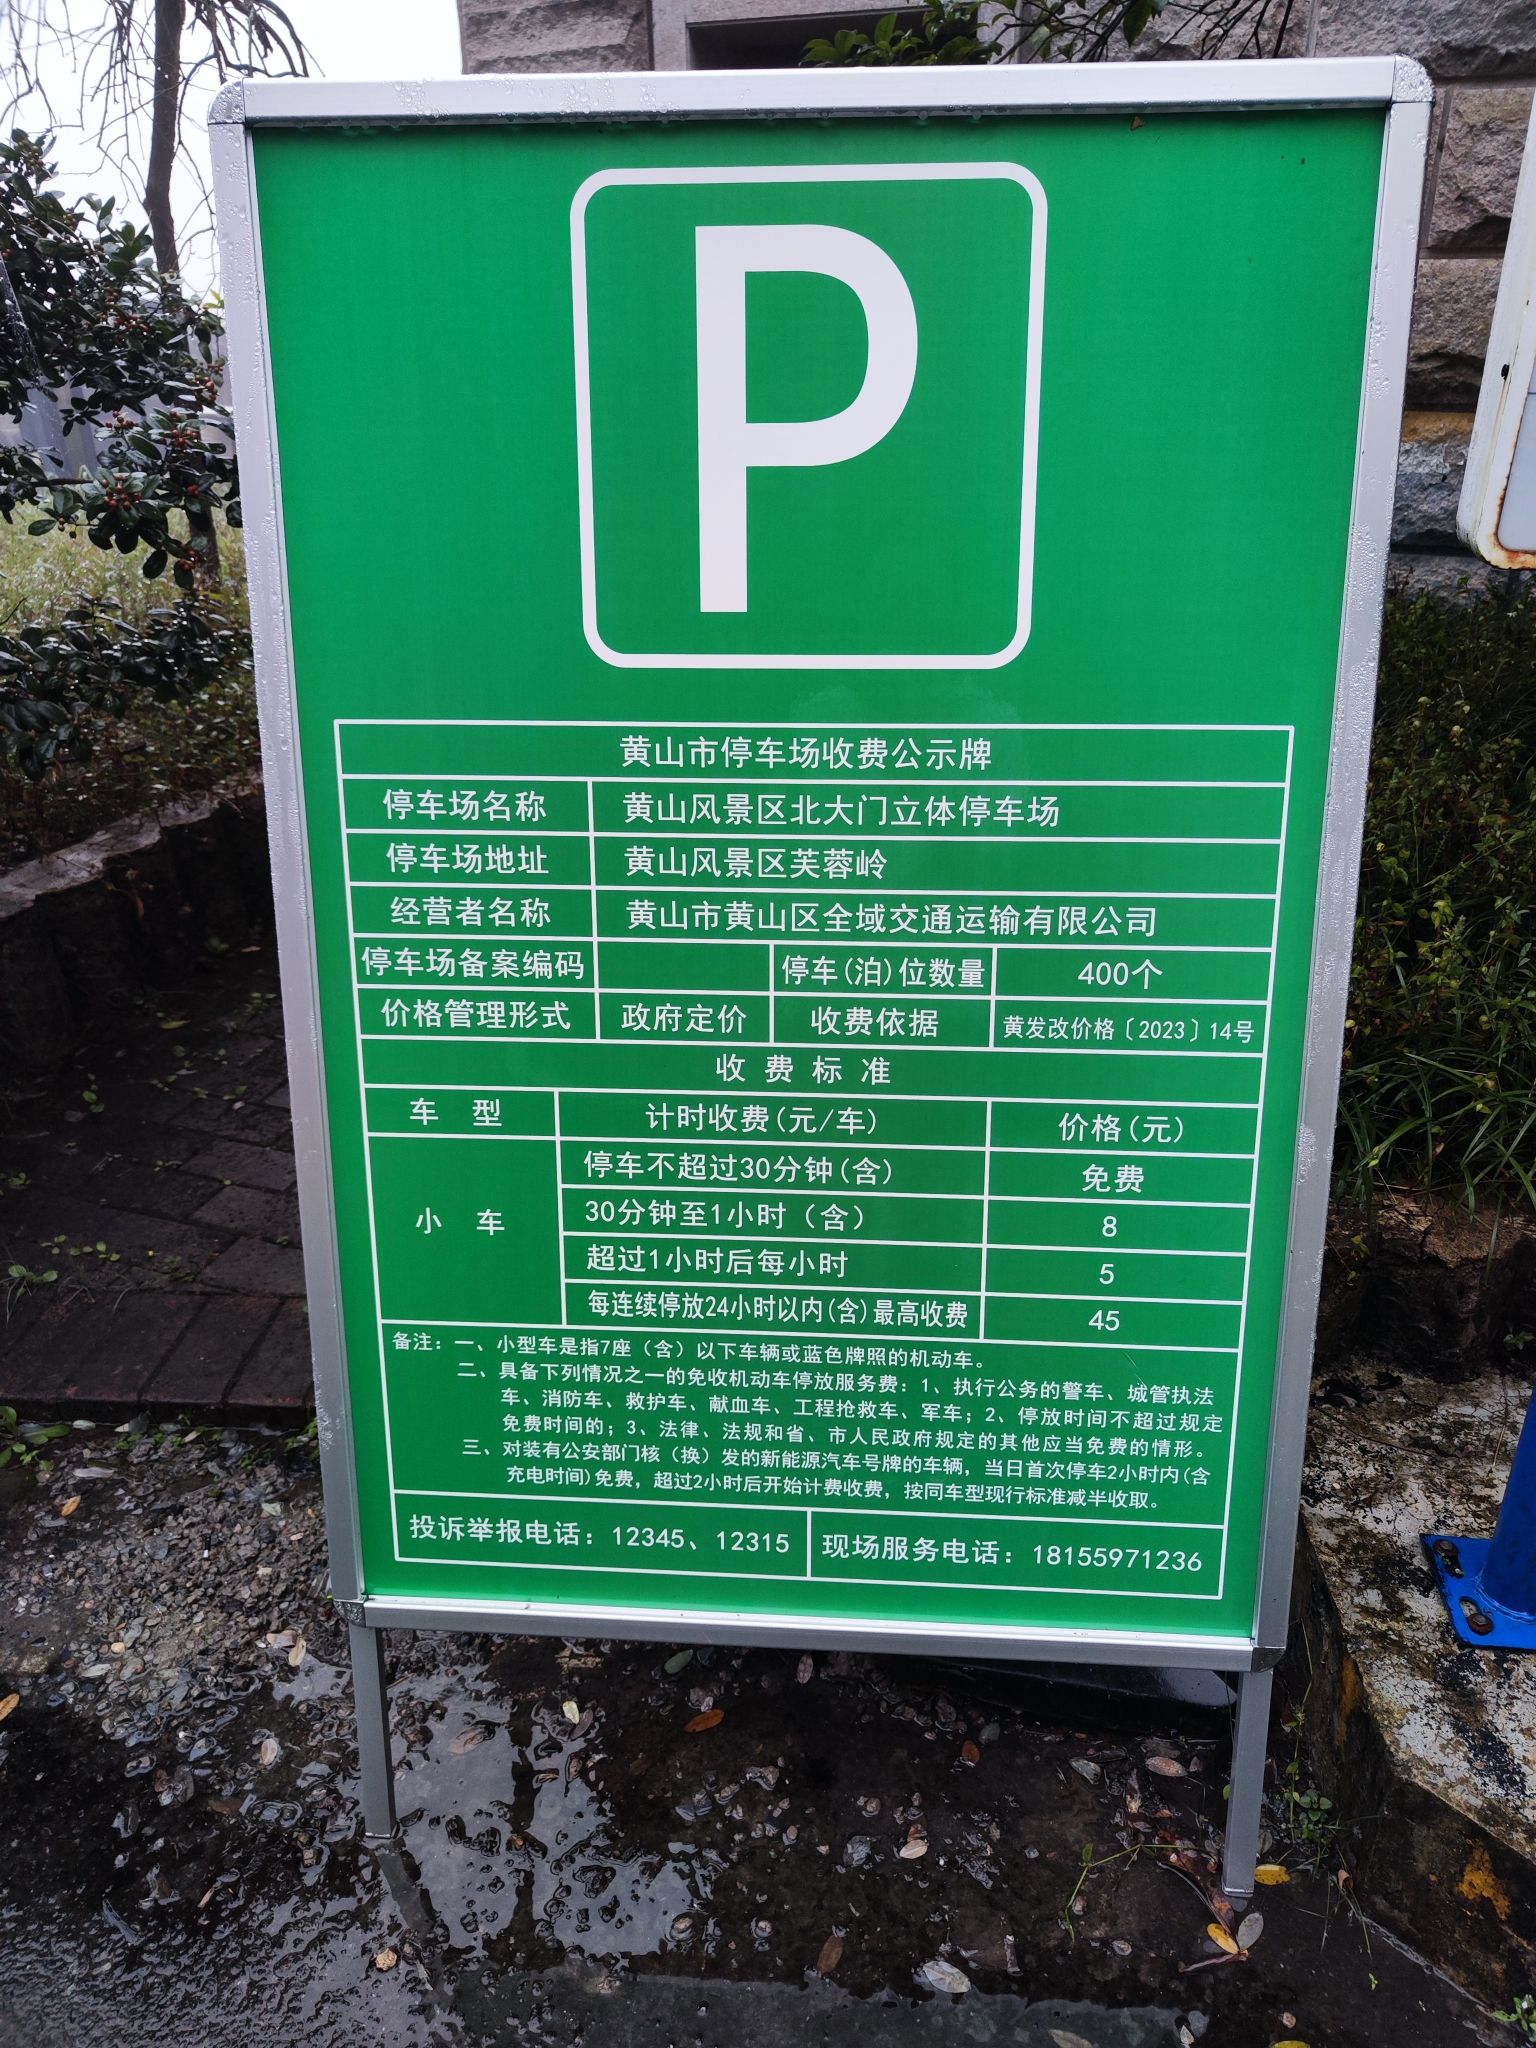 P
黄山市停车场收费公示牌
停车场名称 黄山风景区北大门立体停车场
停车场地址 黄山风景区芙蓉岭
经营者名称 黄山市黄山区全域交通运输有限公司
停车场备案编码 停车(泊)位数量 400个
价格管理形式 政府定价 收费依据 黄发改价格〔2023〕14号
收 费 标 准
车 型 计时收费(元/车) 价格(元)
停车不超过30分钟(含) 免费
小 车 30分钟至1小时（含） 8
超过1小时后每小时 5
每连续停放24小时以内(含)最高收费 45
备注：一、小型车是指7座（含）以下车辆或蓝色牌照的机动车。
二、具备下列情况之一的免收机动车停放服务费：1、执行公务的警车、城管执法
车、消防车、救护车、献血车、工程抢救车、军车；2、停放时间不超过规定
免费时间的；3、法律、法规和省、市人民政府规定的其他应当免费的情形。
三、对装有公安部门核（换）发的新能源汽车号牌的车辆，当日首次停车2小时内(含
充电时间)免费，超过2小时后开始计费收费，按同车型现行标准减半收取。
投诉举报电话：12345、12315 现场服务电话：18155971236